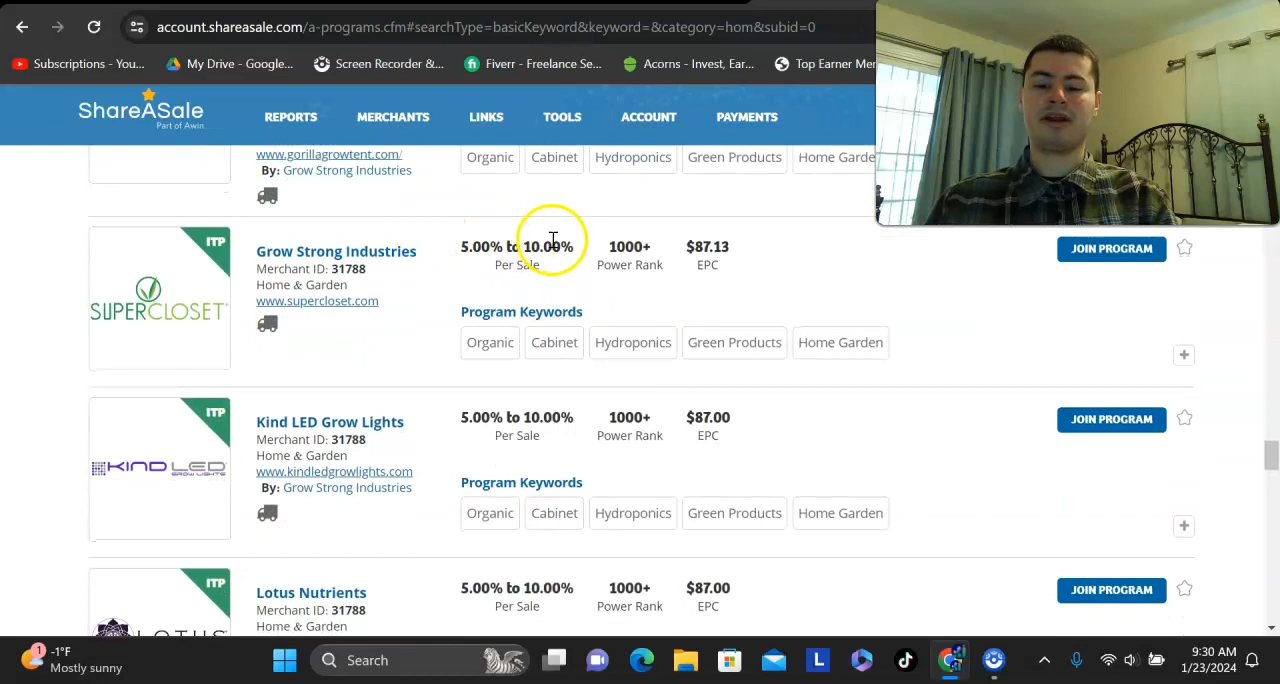 account.shareasale.com/a-programs.cfm#searchType=basicKeyword&keyword=&category=hom&subid=0
Subscriptions - You...
My Drive - Google...
Screen Recorder &...
Fiverr - Freelance Se...
Acorns - Invest, Ear...
Top Earner Mer
ShareASale
Part of Awin
REPORTS
MERCHANTS
LINKS
TOOLS
ACCOUNT
PAYMENTS
www.gorillagrowtent.com/
By: Grow Strong Industries
Organic
Cabinet
Hydroponics
Green Products
Home Garde
ITP
SUPERCLOSET
Grow Strong Industries
Merchant ID: 31788
Home & Garden
www.supercloset.com
5.00% to 10.00%
Per Sale
1000+
Power Rank
$87.13
EPC
JOIN PROGRAM
Program Keywords
Organic
Cabinet
Hydroponics
Green Products
Home Garden
ITP
KIND LED
GROW LIGHTS
Kind LED Grow Lights
Merchant ID: 31788
Home & Garden
www.kindledgrowlights.com
By: Grow Strong Industries
5.00% to 10.00%
Per Sale
1000+
Power Rank
$87.00
EPC
JOIN PROGRAM
Program Keywords
Organic
Cabinet
Hydroponics
Green Products
Home Garden
ITP
LOTUS
Lotus Nutrients
Merchant ID: 31788
Home & Garden
5.00% to 10.00%
Per Sale
1000+
Power Rank
$87.00
EPC
JOIN PROGRAM
1
-1°F
Mostly sunny
Search
L
9:30 AM
1/23/2024